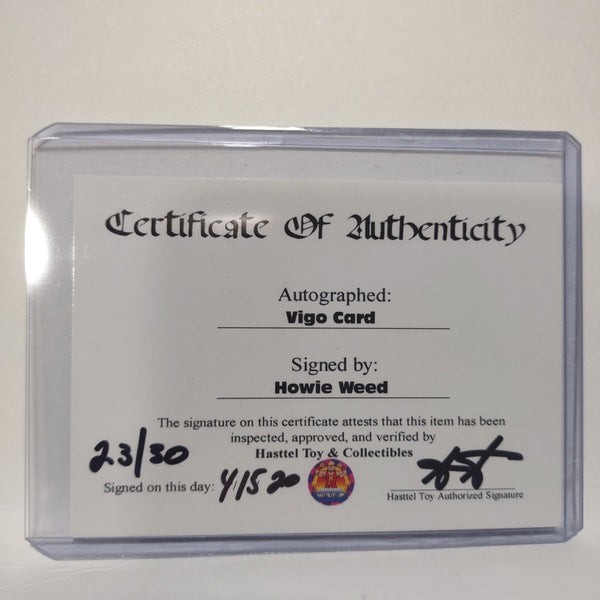 Certificate Of Authenticity
Autographed:
Vigo Card
Signed by:
Howie Weed
The signature on this certificate attests that this item has been
inspected, approved, and verified by
Hasttel Toy & Collectibles
23/30
Signed on this day: 4/15 20
Hasttel Toy Authorized Signature